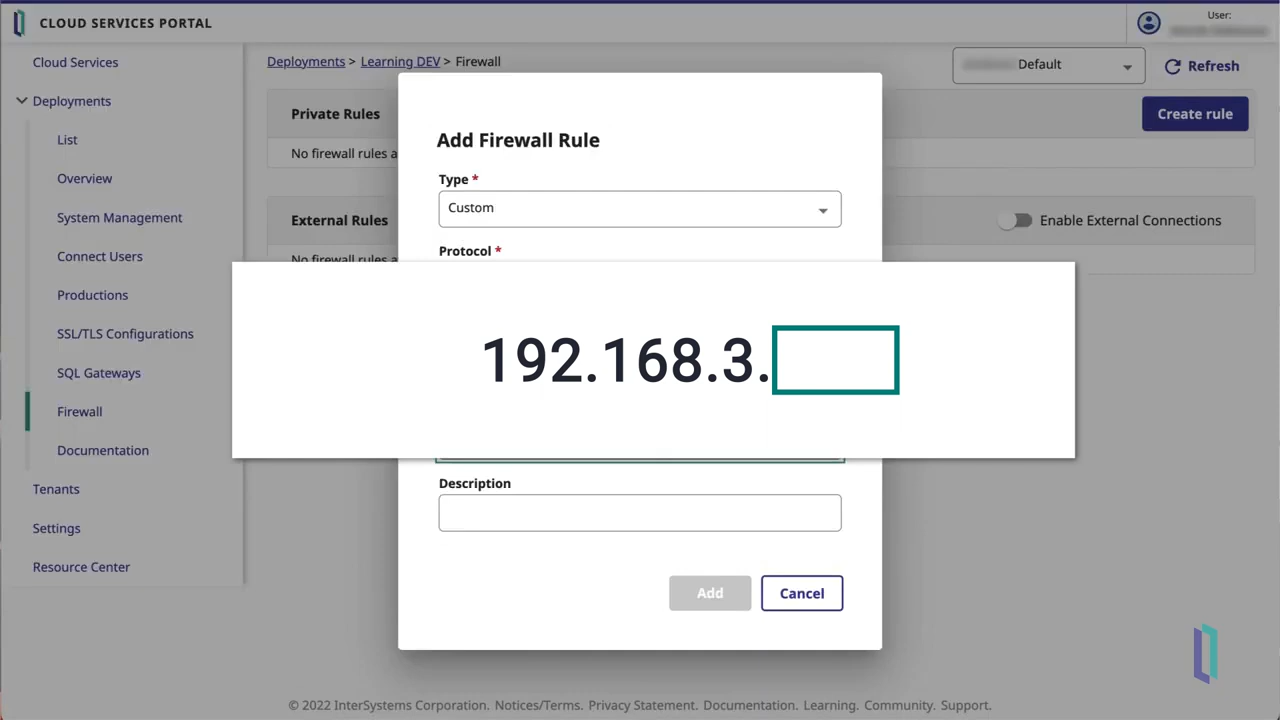 CLOUD SERVICES PORTAL
User:
Cloud Services
Deployments
List
Overview
System Management
Connect Users
Productions
SSL/TLS Configurations
SQL Gateways
Firewall
Documentation
Tenants
Settings
Resource Center
Deployments > Learning DEV > Firewall
Default
Refresh
Private Rules
Create rule
No firewall rules a
External Rules
Enable External Connections
No firewall rules a
Add Firewall Rule
Type *
Custom
Protocol *
192.168.3.
Description
Add
Cancel
© 2022 InterSystems Corporation. Notices/Terms. Privacy Statement. Documentation. Learning. Community. Support.